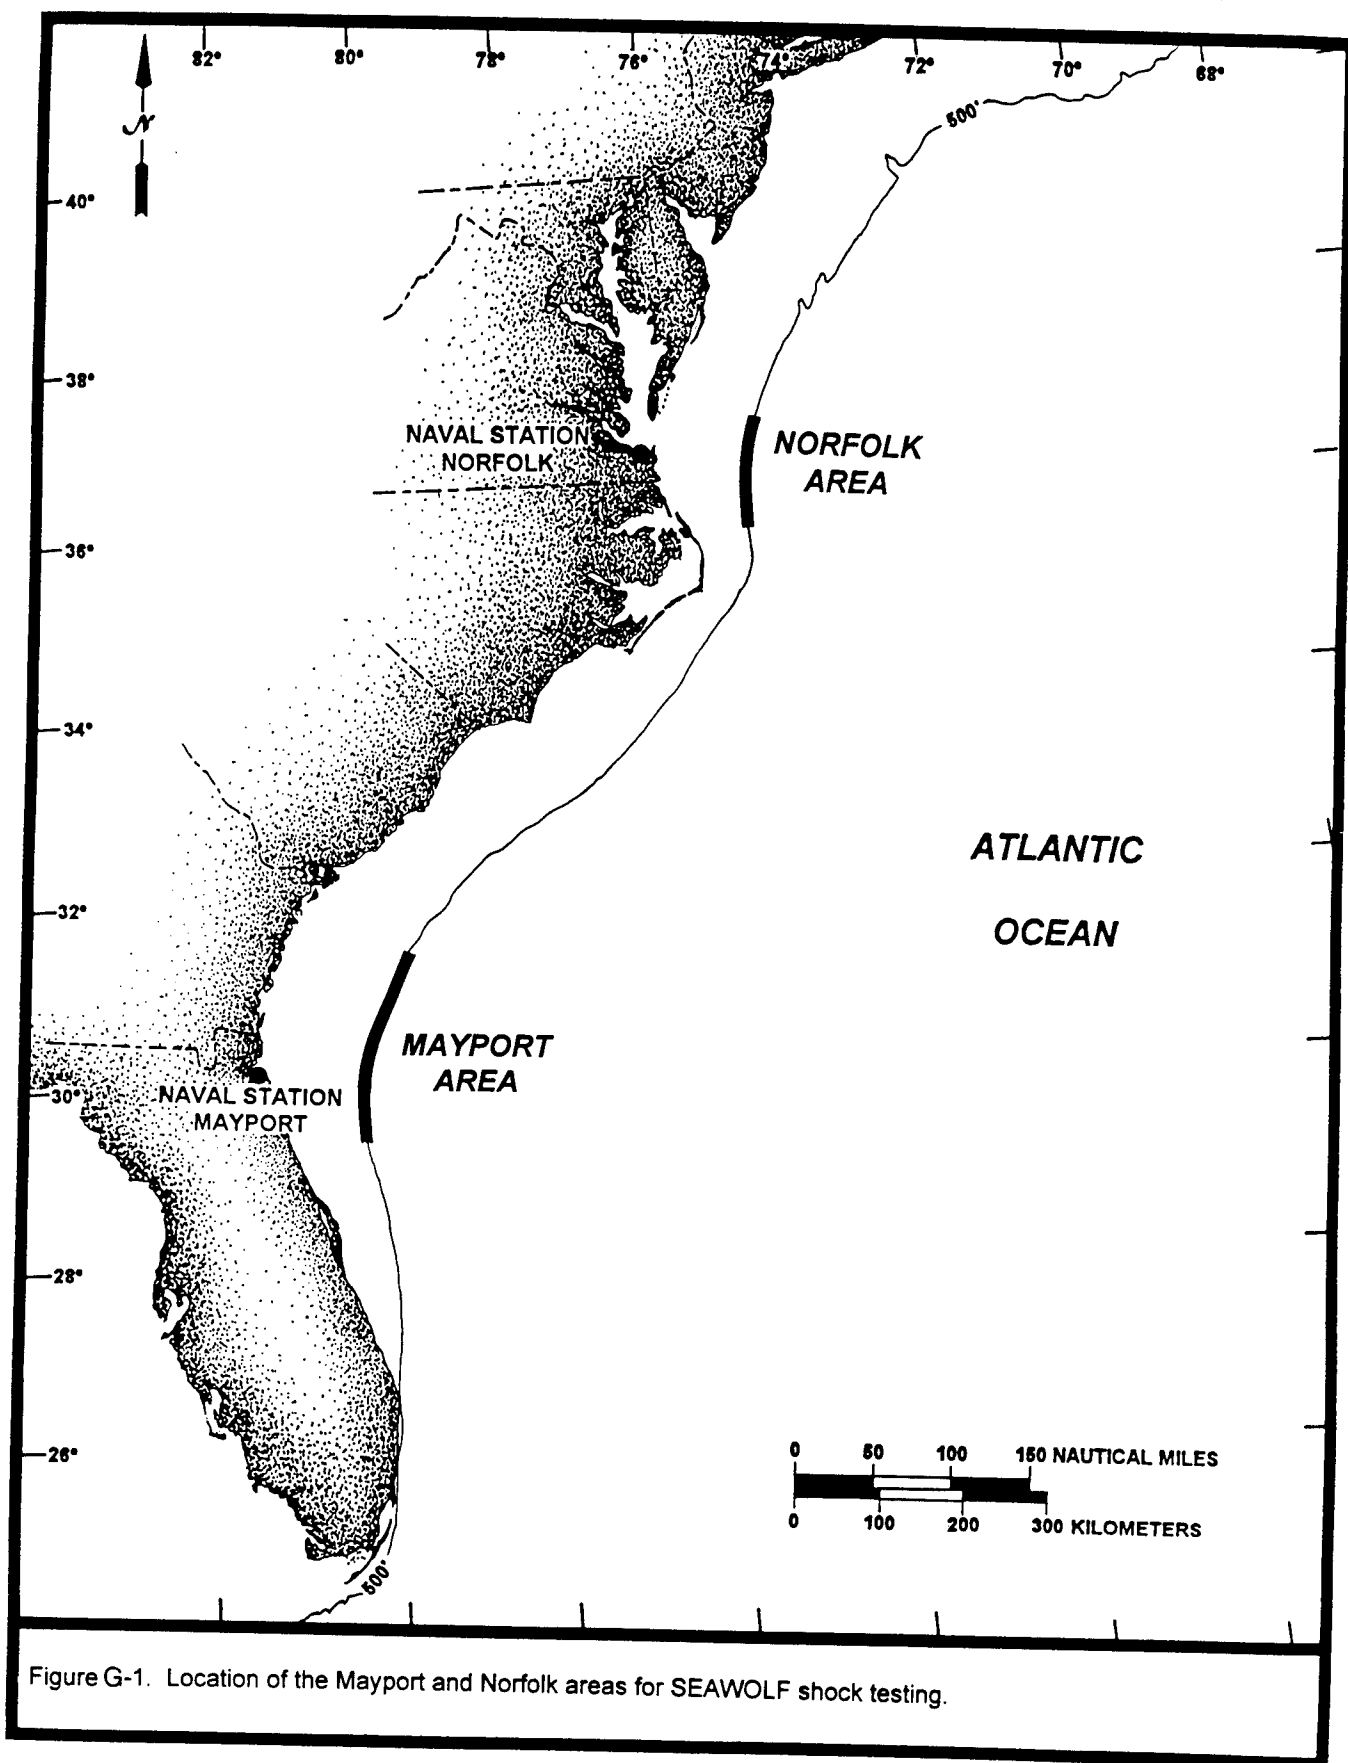 82° 80° 78° 76° 74° 72° 70° 68°
N
500'
40°
38°
NAVAL STATION
NORFOLK
NORFOLK
AREA
36°
34°
ATLANTIC
OCEAN
32°
MAYPORT
AREA
30°
NAVAL STATION
MAYPORT
28°
26°
0 50 100 150 NAUTICAL MILES
0 100 200 300 KILOMETERS
500'
Figure G-1. Location of the Mayport and Norfolk areas for SEAWOLF shock testing.